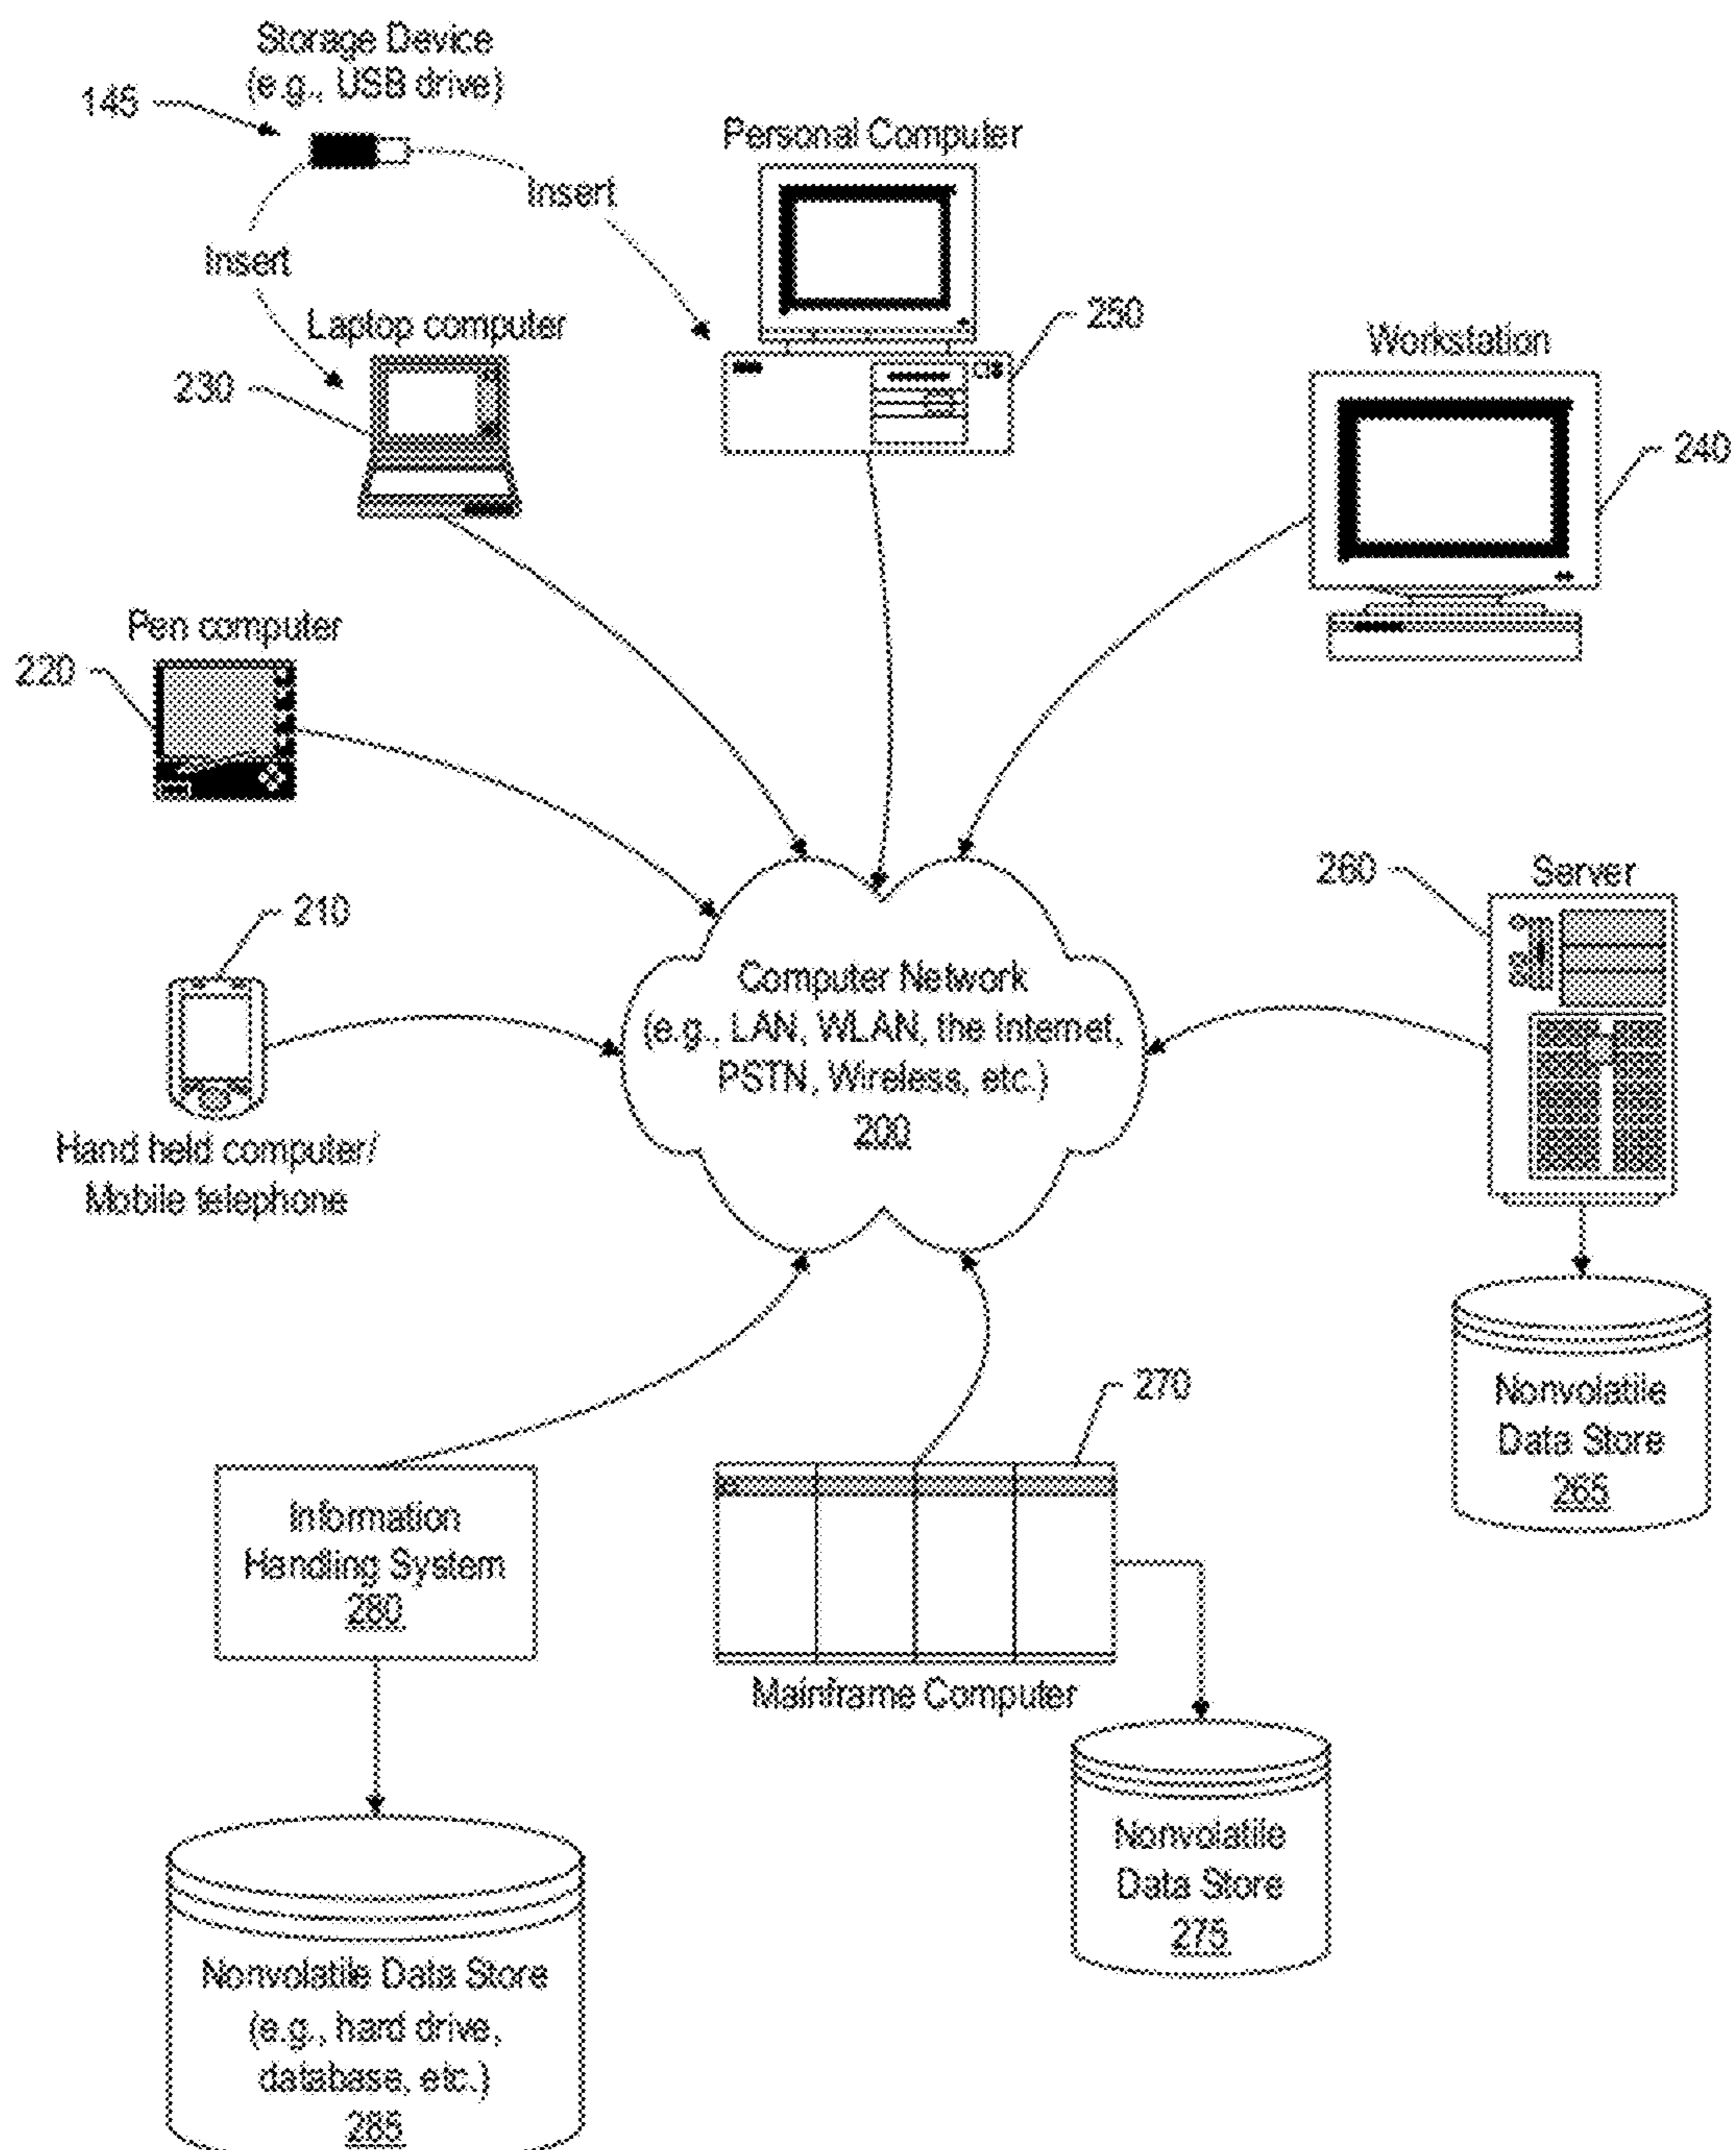 Storage Device
(e.g., USB drive)
145
Personal Computer
Insert
Insert
Laptop computer
250
Workstation
230
240
Pen computer
220
260
Server
210
Computer Network
(e.g., LAN, WLAN, the Internet,
PSTN, Wireless, etc.)
200
Hand held computer/
Mobile telephone
270
Nonvolatile
Data Store
265
Information
Handling System
280
Mainframe Computer
Nonvolatile
Data Store
275
Nonvolatile Data Store
(e.g., hard drive,
database, etc.)
285